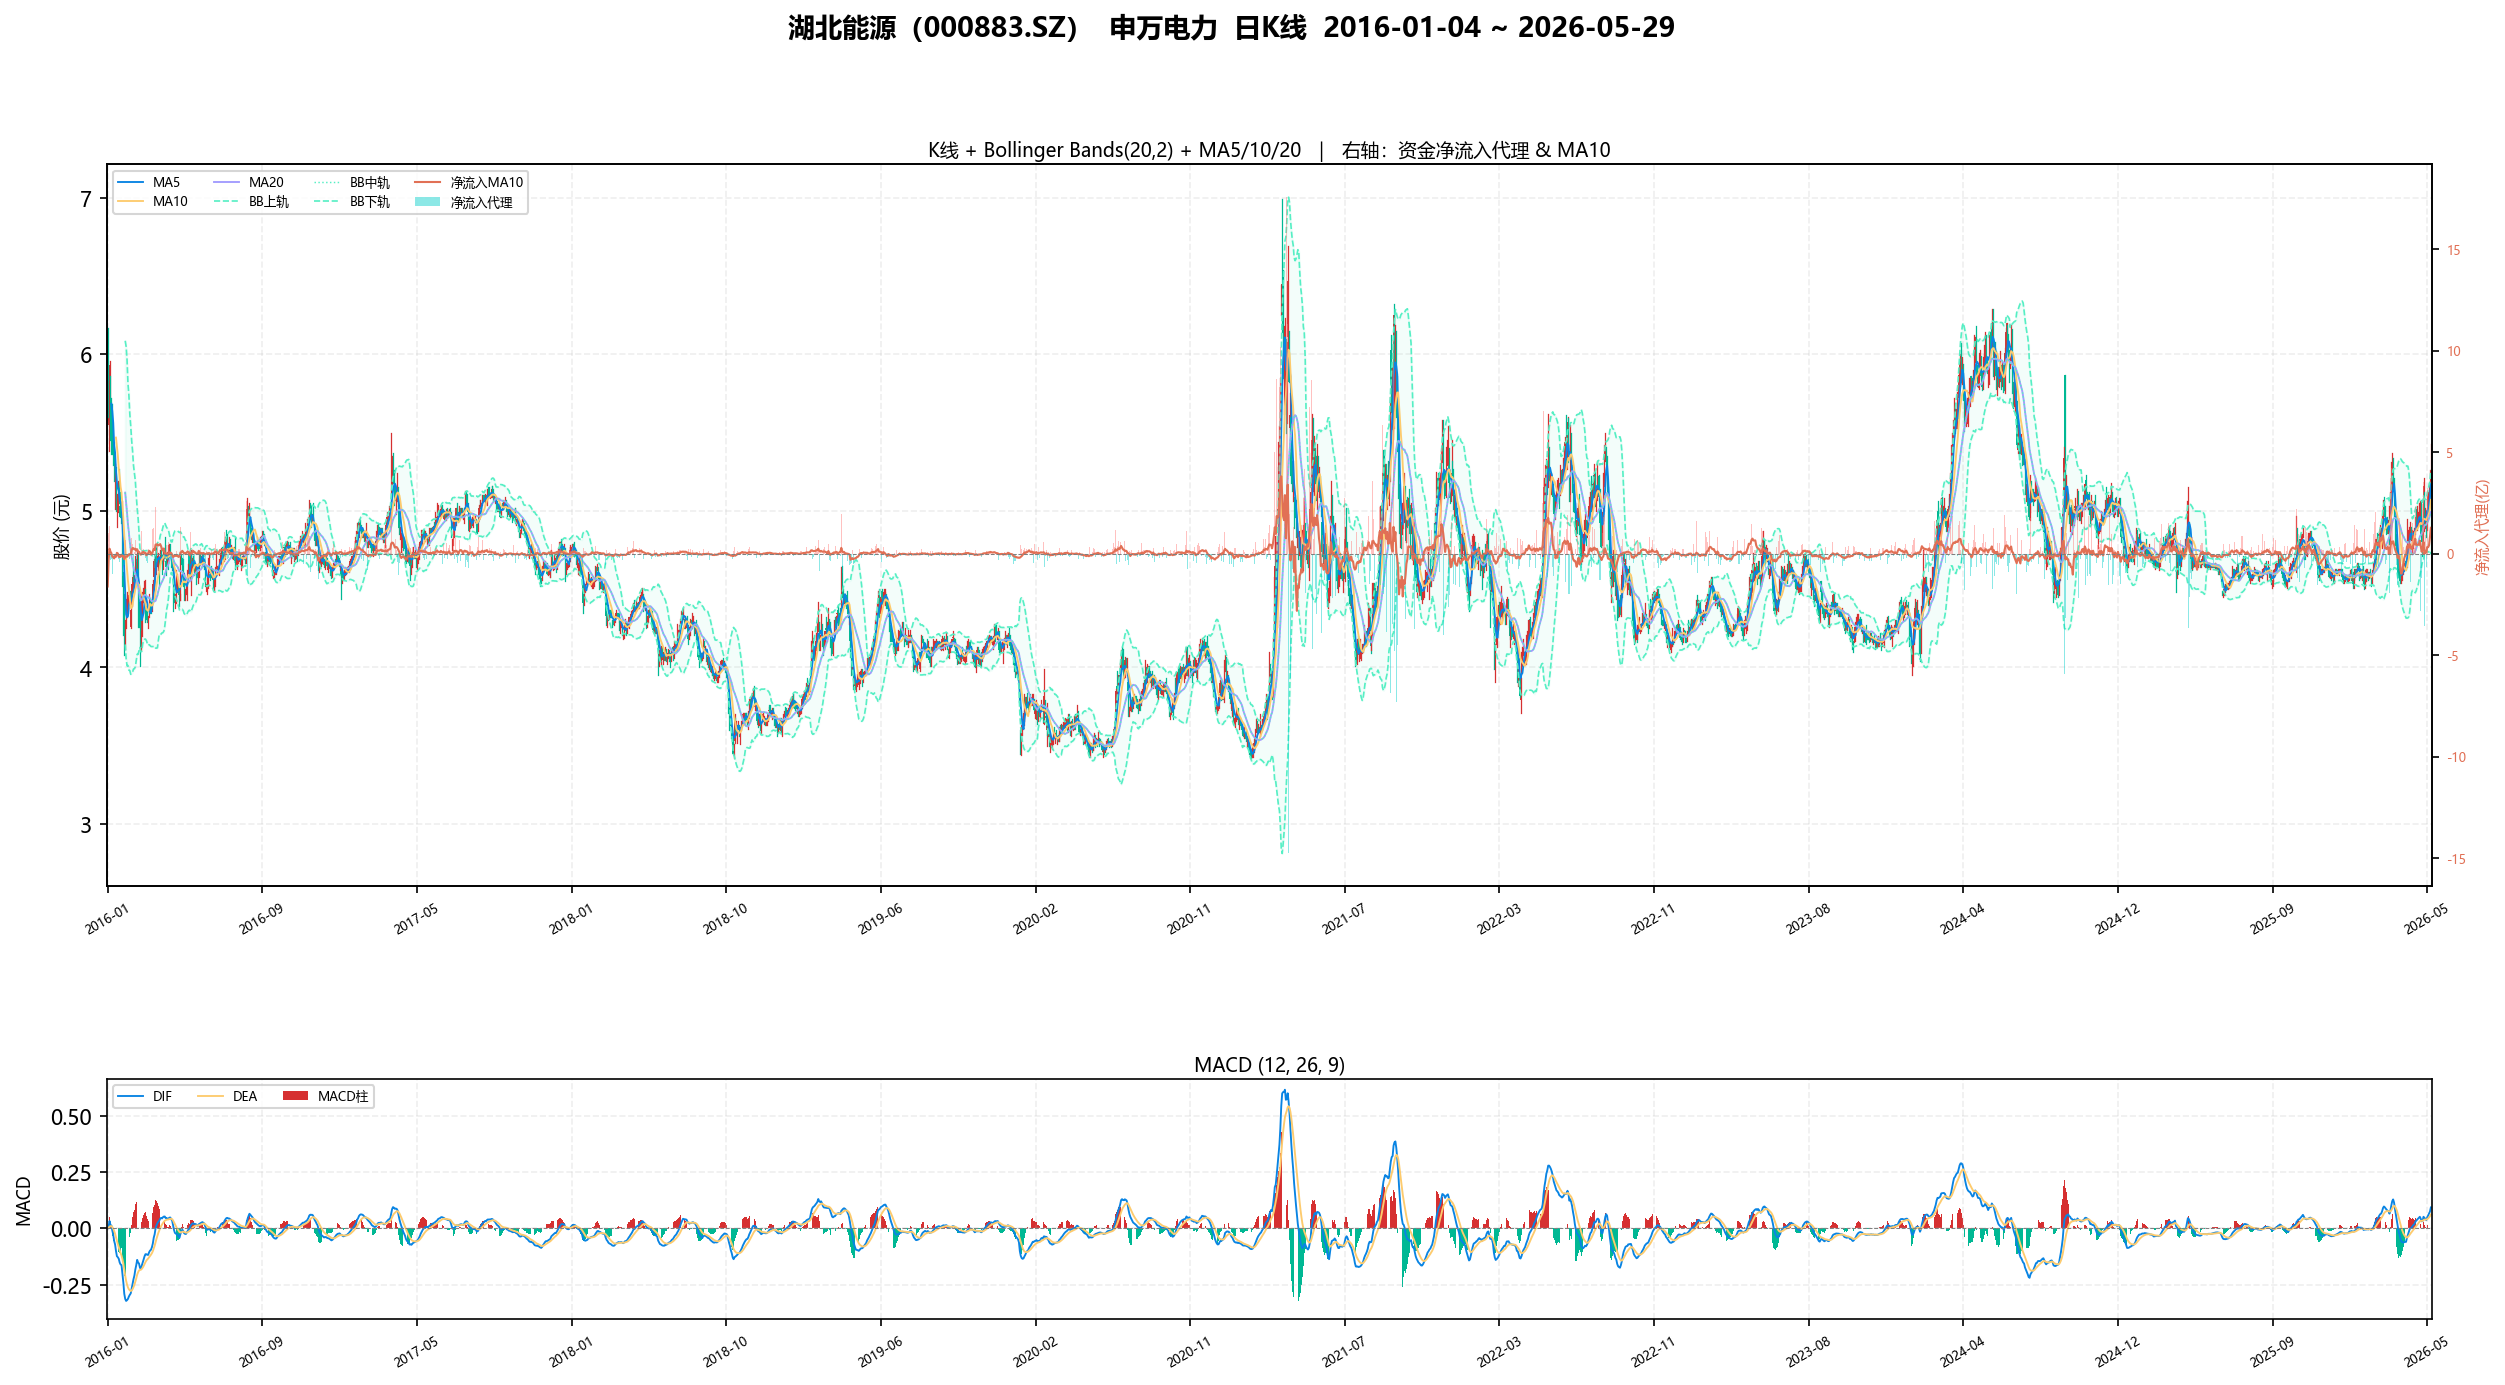 湖北能源（000883.SZ）  申万电力  日K线  2016-01-04 ~ 2026-05-29
K线 + Bollinger Bands(20,2) + MA5/10/20   |   右轴：资金净流入代理 & MA10
MA5 MA20 BB中轨 净流入MA10
MA10 BB上轨 BB下轨 净流入代理
股价 (元)
7
6
5
4
3
15
10
5
0
-5
-10
-15
净流入代理(亿)
2016-01 2016-09 2017-05 2018-01 2018-10 2019-06 2020-02 2020-11 2021-07 2022-03 2022-11 2023-08 2024-04 2024-12 2025-09 2026-05
MACD (12, 26, 9)
DIF DEA MACD柱
MACD
0.50
0.25
0.00
-0.25
2016-01 2016-09 2017-05 2018-01 2018-10 2019-06 2020-02 2020-11 2021-07 2022-03 2022-11 2023-08 2024-04 2024-12 2025-09 2026-05